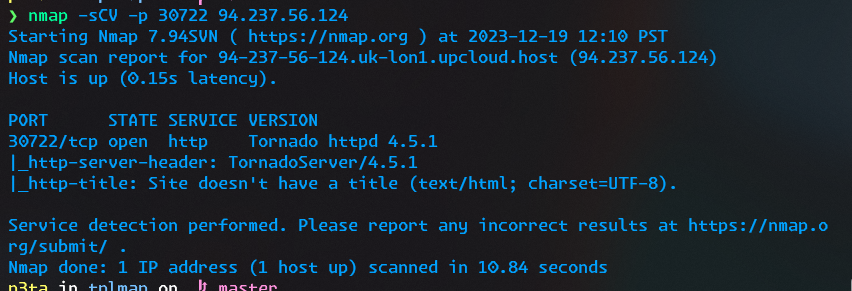 ❯ nmap -sCV -p 30722 94.237.56.124
Starting Nmap 7.94SVN ( https://nmap.org ) at 2023-12-19 12:10 PST
Nmap scan report for 94-237-56-124.uk-lon1.upcloud.host (94.237.56.124)
Host is up (0.15s latency).
PORT      STATE SERVICE VERSION
30722/tcp open  http    Tornado httpd 4.5.1
|_http-server-header: TornadoServer/4.5.1
|_http-title: Site doesn't have a title (text/html; charset=UTF-8).
Service detection performed. Please report any incorrect results at https://nmap.o
rg/submit/ .
Nmap done: 1 IP address (1 host up) scanned in 10.84 seconds
p3ta in tplmap on master